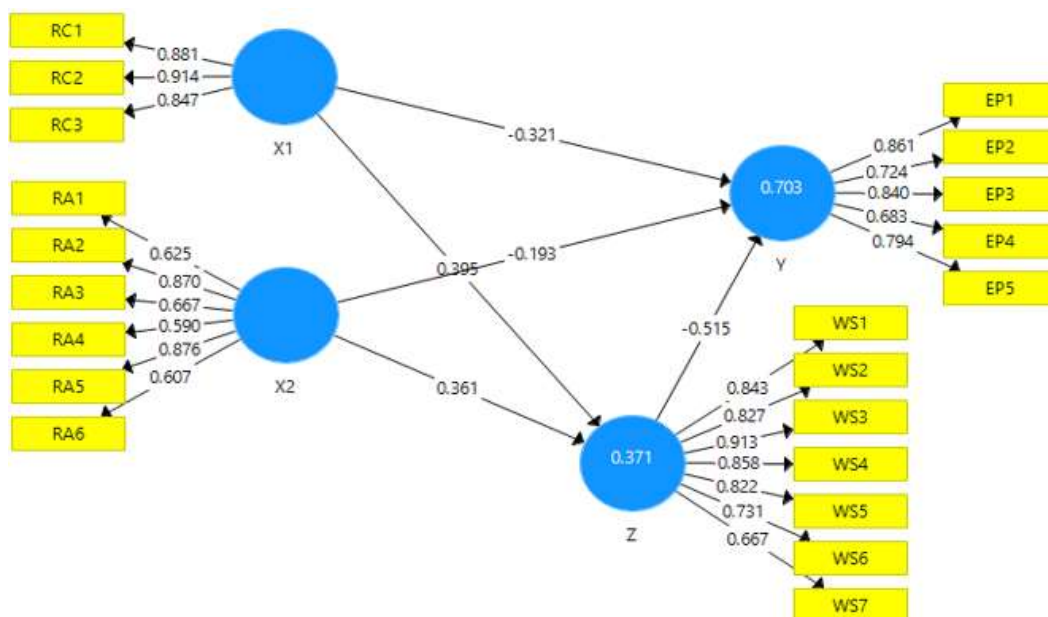 RC1
0.881
RC2
0.914
RC3
0.847
X1
-0.321
0.395
RA1
0.625
RA2
0.870
RA3
0.667
RA4
0.590
RA5
0.876
RA6
0.607
X2
-0.193
0.361
0.703
Y
EP1
0.861
EP2
0.724
EP3
0.840
EP4
0.683
EP5
0.794
-0.515
0.371
Z
WS1
0.843
WS2
0.827
WS3
0.913
WS4
0.858
WS5
0.822
WS6
0.731
WS7
0.667